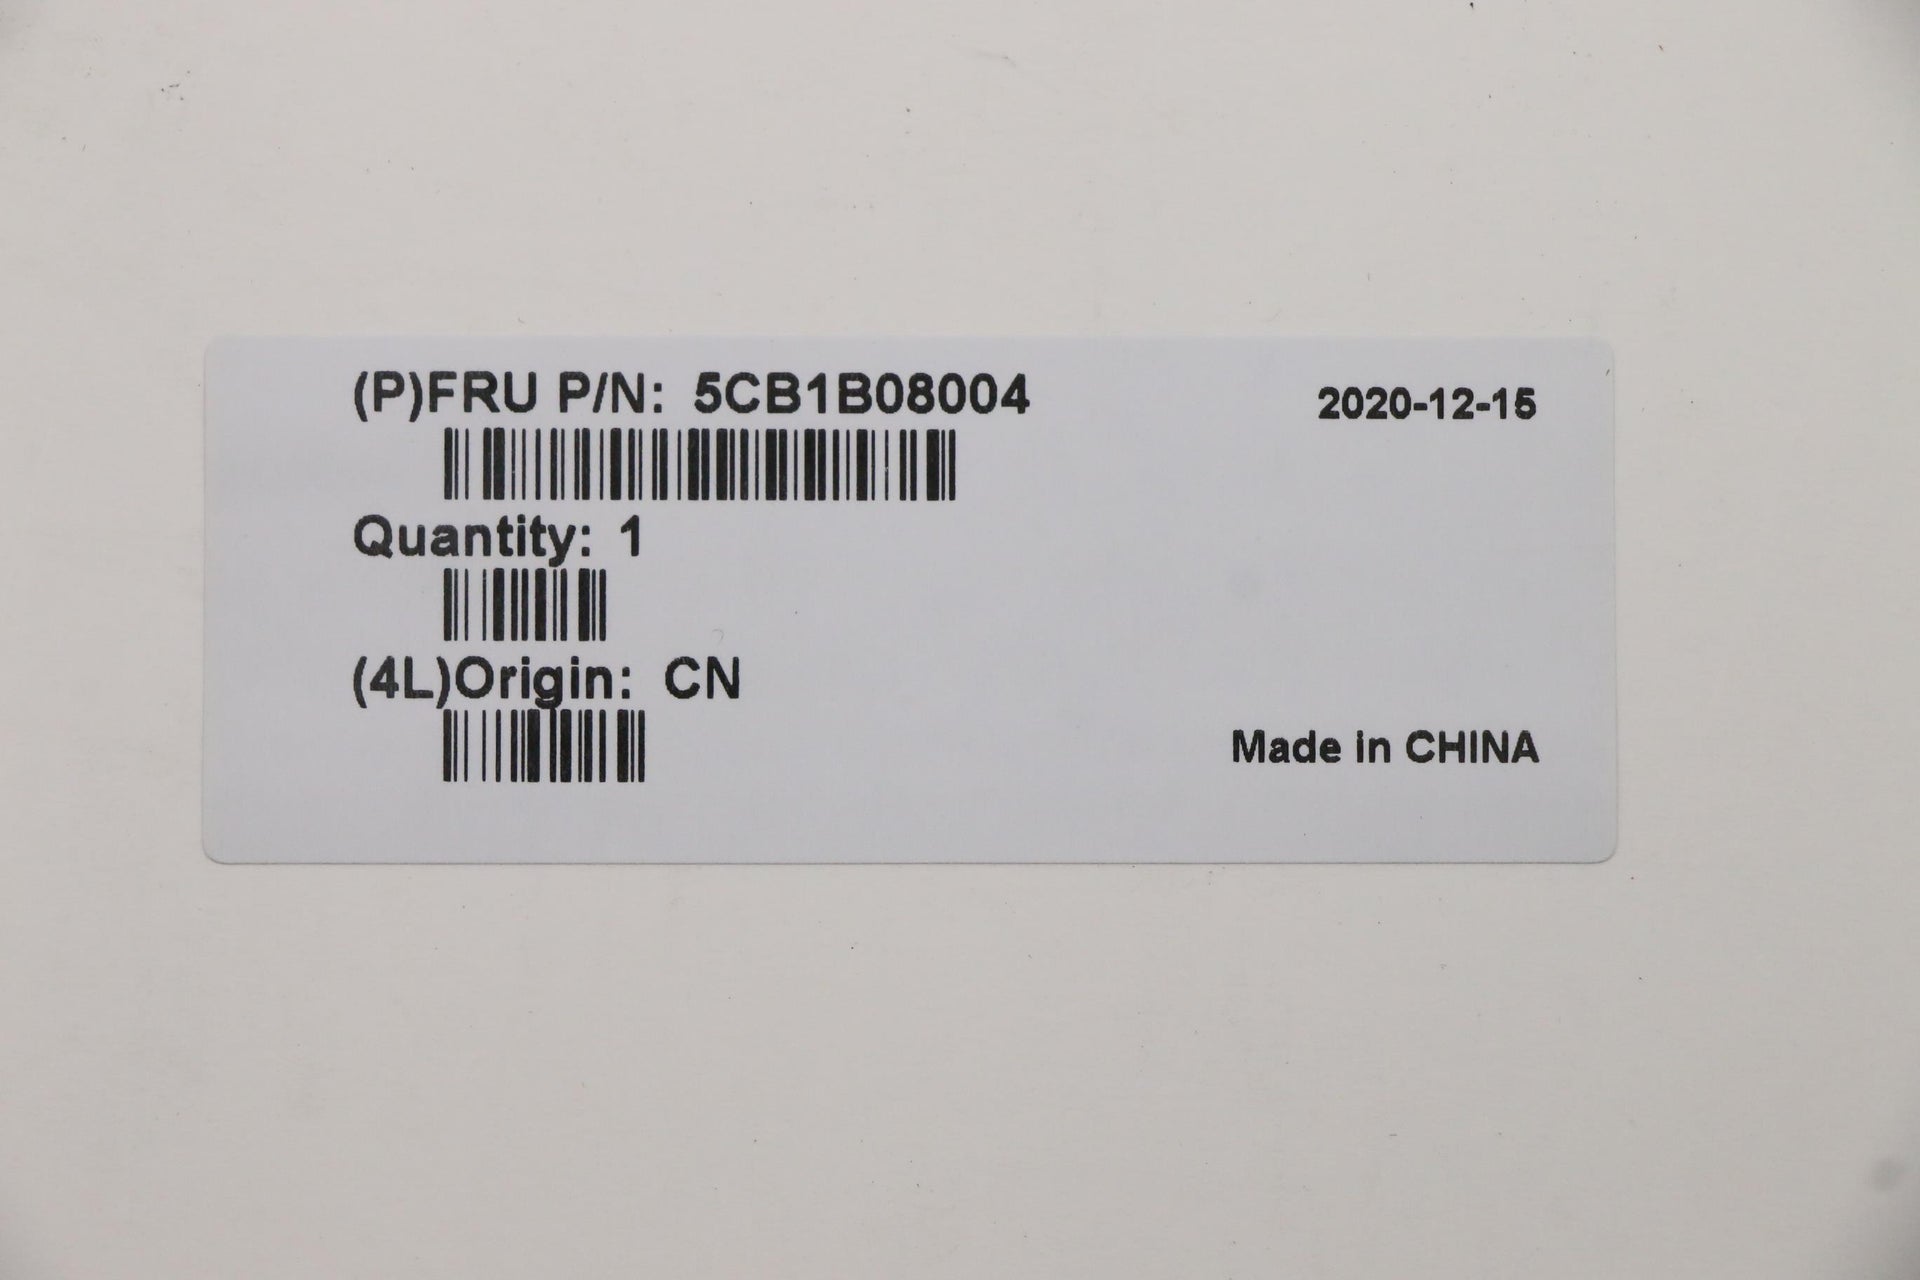 (P)FRU P/N: 5CB1B08004
2020-12-15
Quantity: 1
(4L)Origin: CN
Made in CHINA